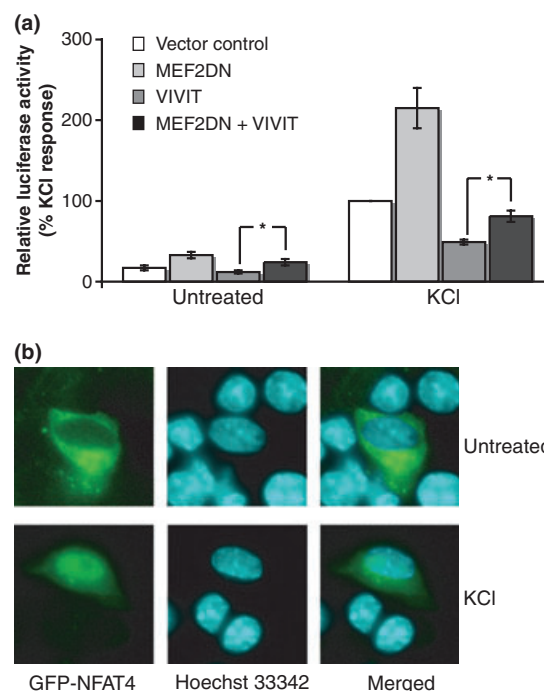 (a)
300
200
100
0
Relative luciferase activity
(% KCl response)
Vector control
MEF2DN
VIVIT
MEF2DN + VIVIT
*
*
Untreated
KCl
(b)
Untreated
KCl
GFP-NFAT4
Hoechst 33342
Merged